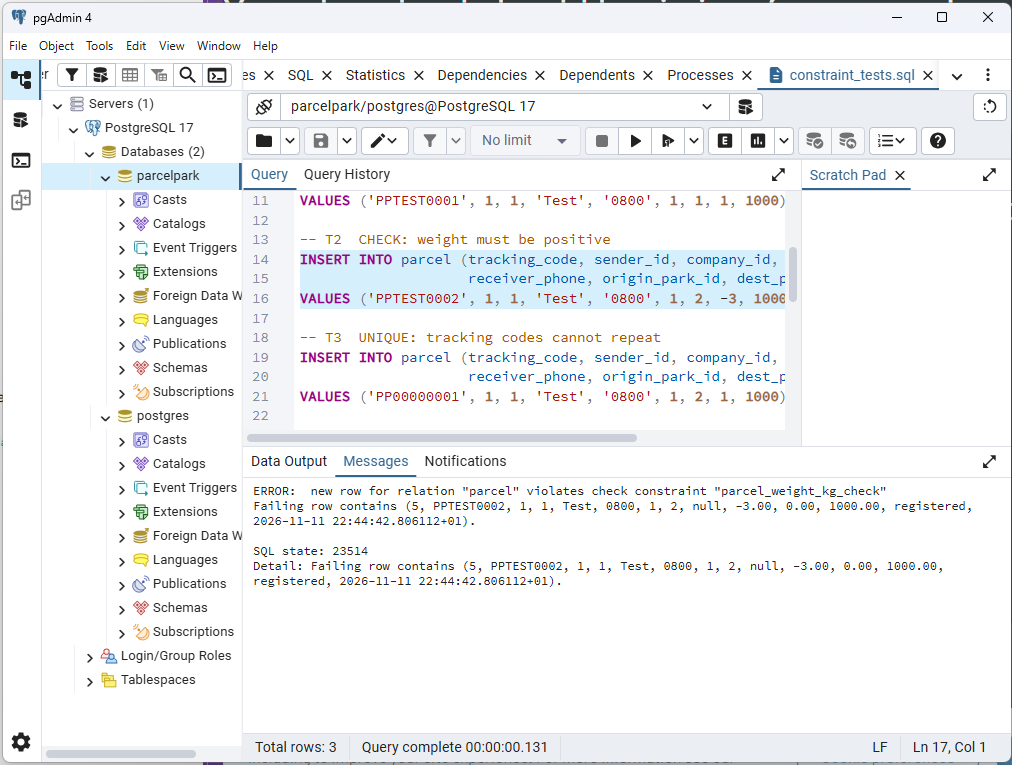 pgAdmin 4
File Object Tools Edit View Window Help
es SQL Statistics Dependencies Dependents Processes constraint_tests.sql
Servers (1)
PostgreSQL 17
Databases (2)
parcelpark
Casts
Catalogs
Event Triggers
Extensions
Foreign Data W
Languages
Publications
Schemas
Subscriptions
postgres
Casts
Catalogs
Event Triggers
Extensions
Foreign Data W
Languages
Publications
Schemas
Subscriptions
Login/Group Roles
Tablespaces
parcelpark/postgres@PostgreSQL 17
No limit
Query Query History
Scratch Pad
11 VALUES ('PPTEST0001', 1, 1, 'Test', '0800', 1, 1, 1, 1000)
12
13 -- T2 CHECK: weight must be positive
14 INSERT INTO parcel (tracking_code, sender_id, company_id,
15 receiver_phone, origin_park_id, dest_p
16 VALUES ('PPTEST0002', 1, 1, 'Test', '0800', 1, 2, -3, 1000
17
18 -- T3 UNIQUE: tracking codes cannot repeat
19 INSERT INTO parcel (tracking_code, sender_id, company_id,
20 receiver_phone, origin_park_id, dest_p
21 VALUES ('PP00000001', 1, 1, 'Test', '0800', 1, 2, 1, 1000)
22
Data Output Messages Notifications
ERROR: new row for relation "parcel" violates check constraint "parcel_weight_kg_check"
Failing row contains (5, PPTEST0002, 1, 1, Test, 0800, 1, 2, null, -3.00, 0.00, 1000.00, registered,
2026-11-11 22:44:42.806112+01).
SQL state: 23514
Detail: Failing row contains (5, PPTEST0002, 1, 1, Test, 0800, 1, 2, null, -3.00, 0.00, 1000.00,
registered, 2026-11-11 22:44:42.806112+01).
Total rows: 3 Query complete 00:00:00.131 LF Ln 17, Col 1